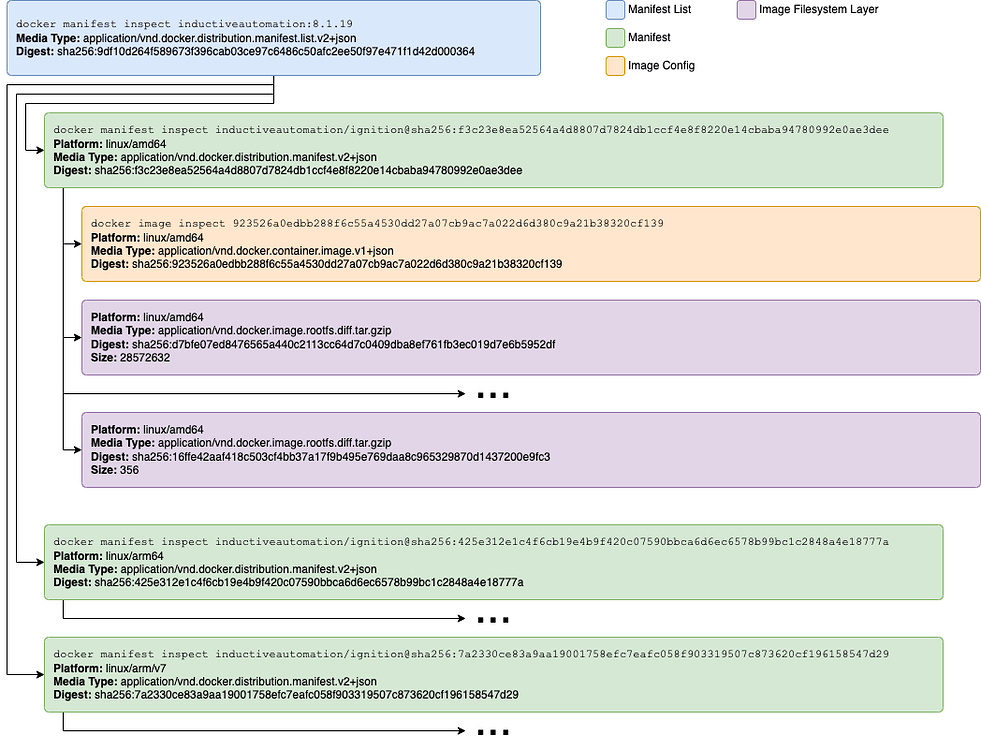 docker manifest inspect inductiveautomation:8.1.19
Media Type: application/vnd.docker.distribution.manifest.list.v2+json
Digest: sha256:9df10d264f589673f396cab03ce97c6486c50afc2ee50f97e471f1d42d000364
Manifest List
Image Filesystem Layer
Manifest
Image Config
docker manifest inspect inductiveautomation/ignition@sha256:f3c23e8ea52564a4d8807d7824db1ccf4e8f8220e14cbaba94780992e0ae3dee
Platform: linux/amd64
Media Type: application/vnd.docker.distribution.manifest.v2+json
Digest: sha256:f3c23e8ea52564a4d8807d7824db1ccf4e8f8220e14cbaba94780992e0ae3dee
docker image inspect 923526a0edbb288f6c55a4530dd27a07cb9ac7a022d6d380c9a21b38320cf139
Platform: linux/amd64
Media Type: application/vnd.docker.container.image.v1+json
Digest: sha256:923526a0edbb288f6c55a4530dd27a07cb9ac7a022d6d380c9a21b38320cf139
Platform: linux/amd64
Media Type: application/vnd.docker.image.rootfs.diff.tar.gzip
Digest: sha256:d7bfe07ed8476565a440c2113cc64d7c0409dba8ef761fb3ec019d7e6b5952df
Size: 28572632
...
Platform: linux/amd64
Media Type: application/vnd.docker.image.rootfs.diff.tar.gzip
Digest: sha256:16ffe42aaf418c503cf4bb37a17f9b495e769daa8c965329870d1437200e9fc3
Size: 356
docker manifest inspect inductiveautomation/ignition@sha256:425e312e1c4f6cb19e4b9f420c07590bbca6d6ec6578b99bc1c2848a4e18777a
Platform: linux/arm64
Media Type: application/vnd.docker.distribution.manifest.v2+json
Digest: sha256:425e312e1c4f6cb19e4b9f420c07590bbca6d6ec6578b99bc1c2848a4e18777a
...
docker manifest inspect inductiveautomation/ignition@sha256:7a2330ce83a9aa19001758efc7eafc058f903319507c873620cf196158547d29
Platform: linux/arm/v7
Media Type: application/vnd.docker.distribution.manifest.v2+json
Digest: sha256:7a2330ce83a9aa19001758efc7eafc058f903319507c873620cf196158547d29
...